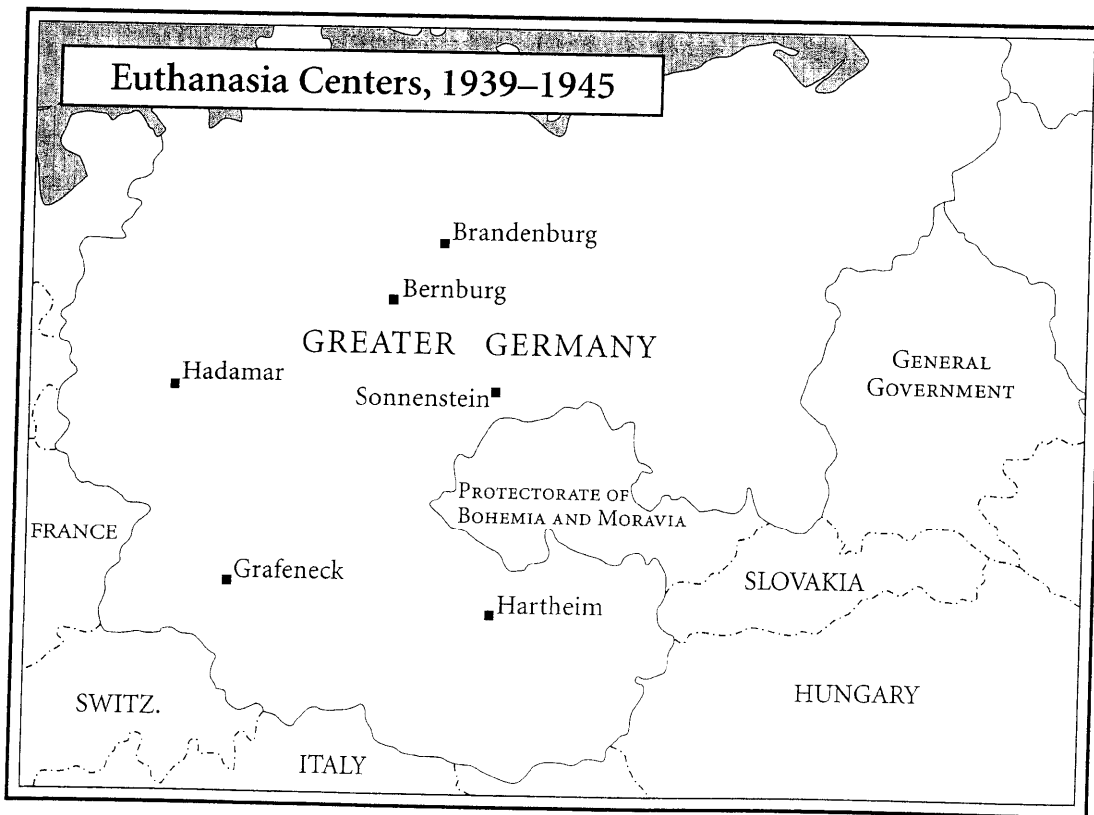 Euthanasia Centers, 1939–1945
Brandenburg
Bernburg
GREATER GERMANY
Hadamar
Sonnenstein
GENERAL
GOVERNMENT
PROTECTORATE OF
BOHEMIA AND MORAVIA
FRANCE
Grafeneck
SLOVAKIA
Hartheim
SWITZ.
HUNGARY
ITALY